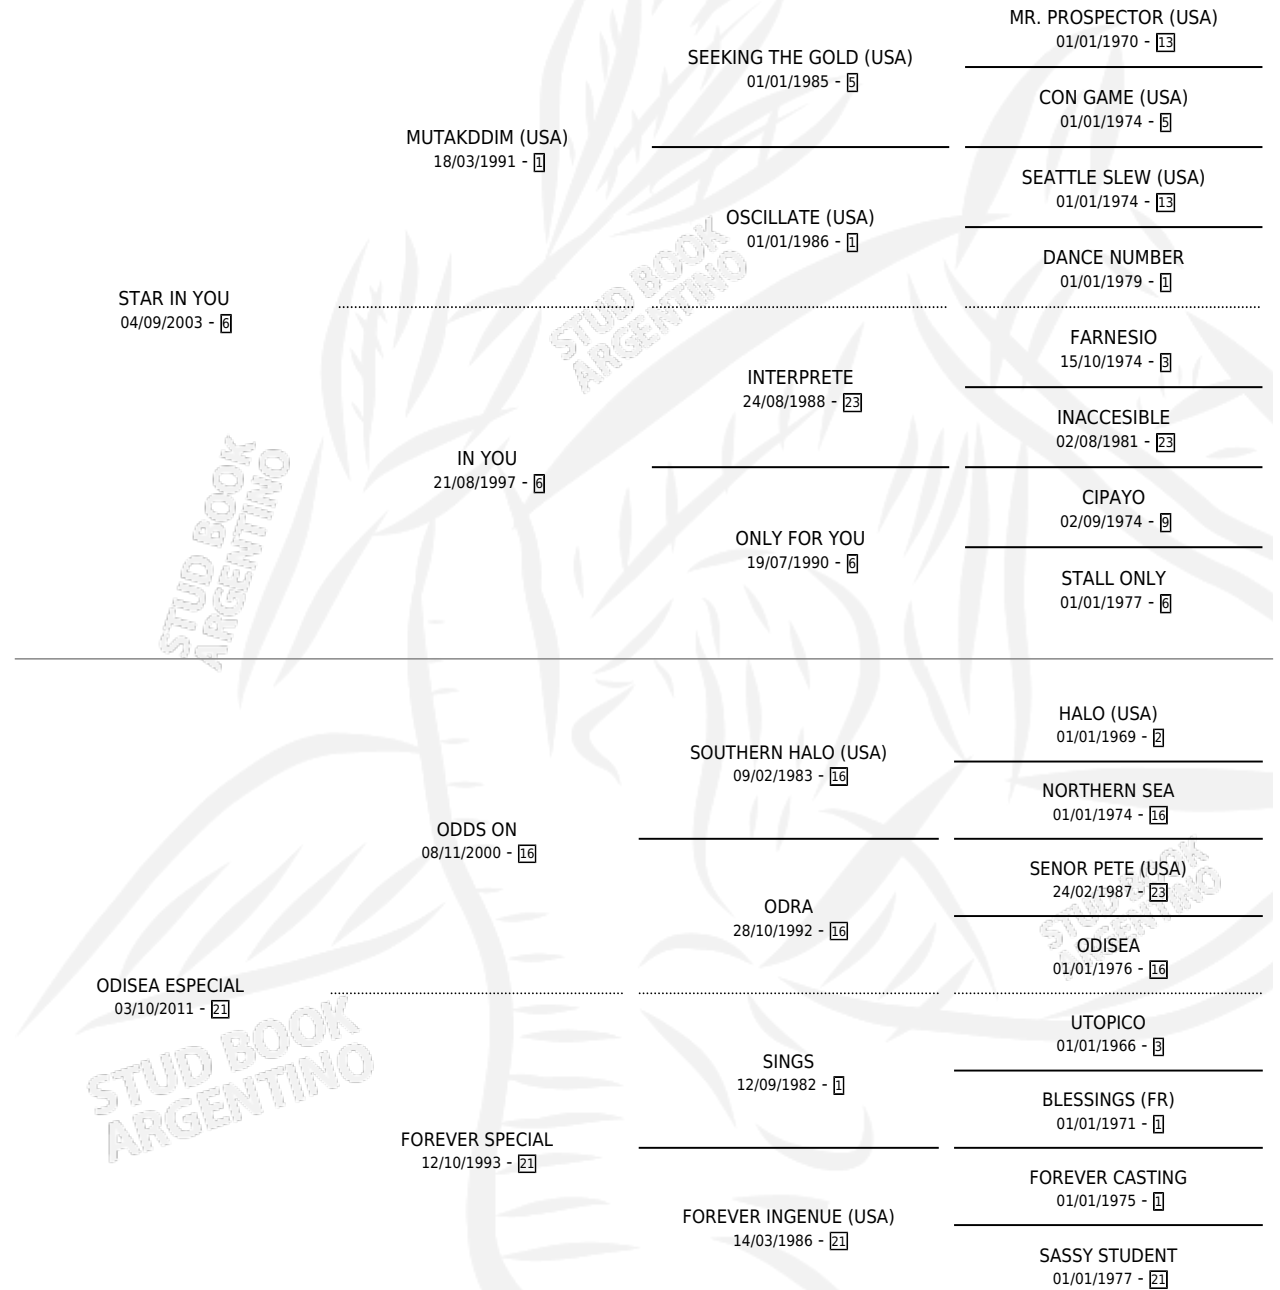 STAR IN YOU
04/09/2003 - 6
MUTAKDDIM (USA)
18/03/1991 - 1
SEEKING THE GOLD (USA)
01/01/1985 - 5
MR. PROSPECTOR (USA)
01/01/1970 - 13
CON GAME (USA)
01/01/1974 - 5
OSCILLATE (USA)
01/01/1986 - 1
SEATTLE SLEW (USA)
01/01/1974 - 13
DANCE NUMBER
01/01/1979 - 1
IN YOU
21/08/1997 - 6
INTERPRETE
24/08/1988 - 23
FARNESIO
15/10/1974 - 3
INACCESIBLE
02/08/1981 - 23
ONLY FOR YOU
19/07/1990 - 6
CIPAYO
02/09/1974 - 9
STALL ONLY
01/01/1977 - 6
ODISEA ESPECIAL
03/10/2011 - 21
ODDS ON
08/11/2000 - 16
SOUTHERN HALO (USA)
09/02/1983 - 16
HALO (USA)
01/01/1969 - 2
NORTHERN SEA
01/01/1974 - 16
ODRA
28/10/1992 - 16
SENOR PETE (USA)
24/02/1987 - 23
ODISEA
01/01/1976 - 16
FOREVER SPECIAL
12/10/1993 - 21
SINGS
12/09/1982 - 1
UTOPICO
01/01/1966 - 3
BLESSINGS (FR)
01/01/1971 - 1
FOREVER INGENUE (USA)
14/03/1986 - 21
FOREVER CASTING
01/01/1975 - 1
SASSY STUDENT
01/01/1977 - 21
STUD BOOK
ARGENTINO
STUD BOOK
ARGENTINO
STUD BOOK
ARGENTINO
STUD BOOK
ARGENTINO